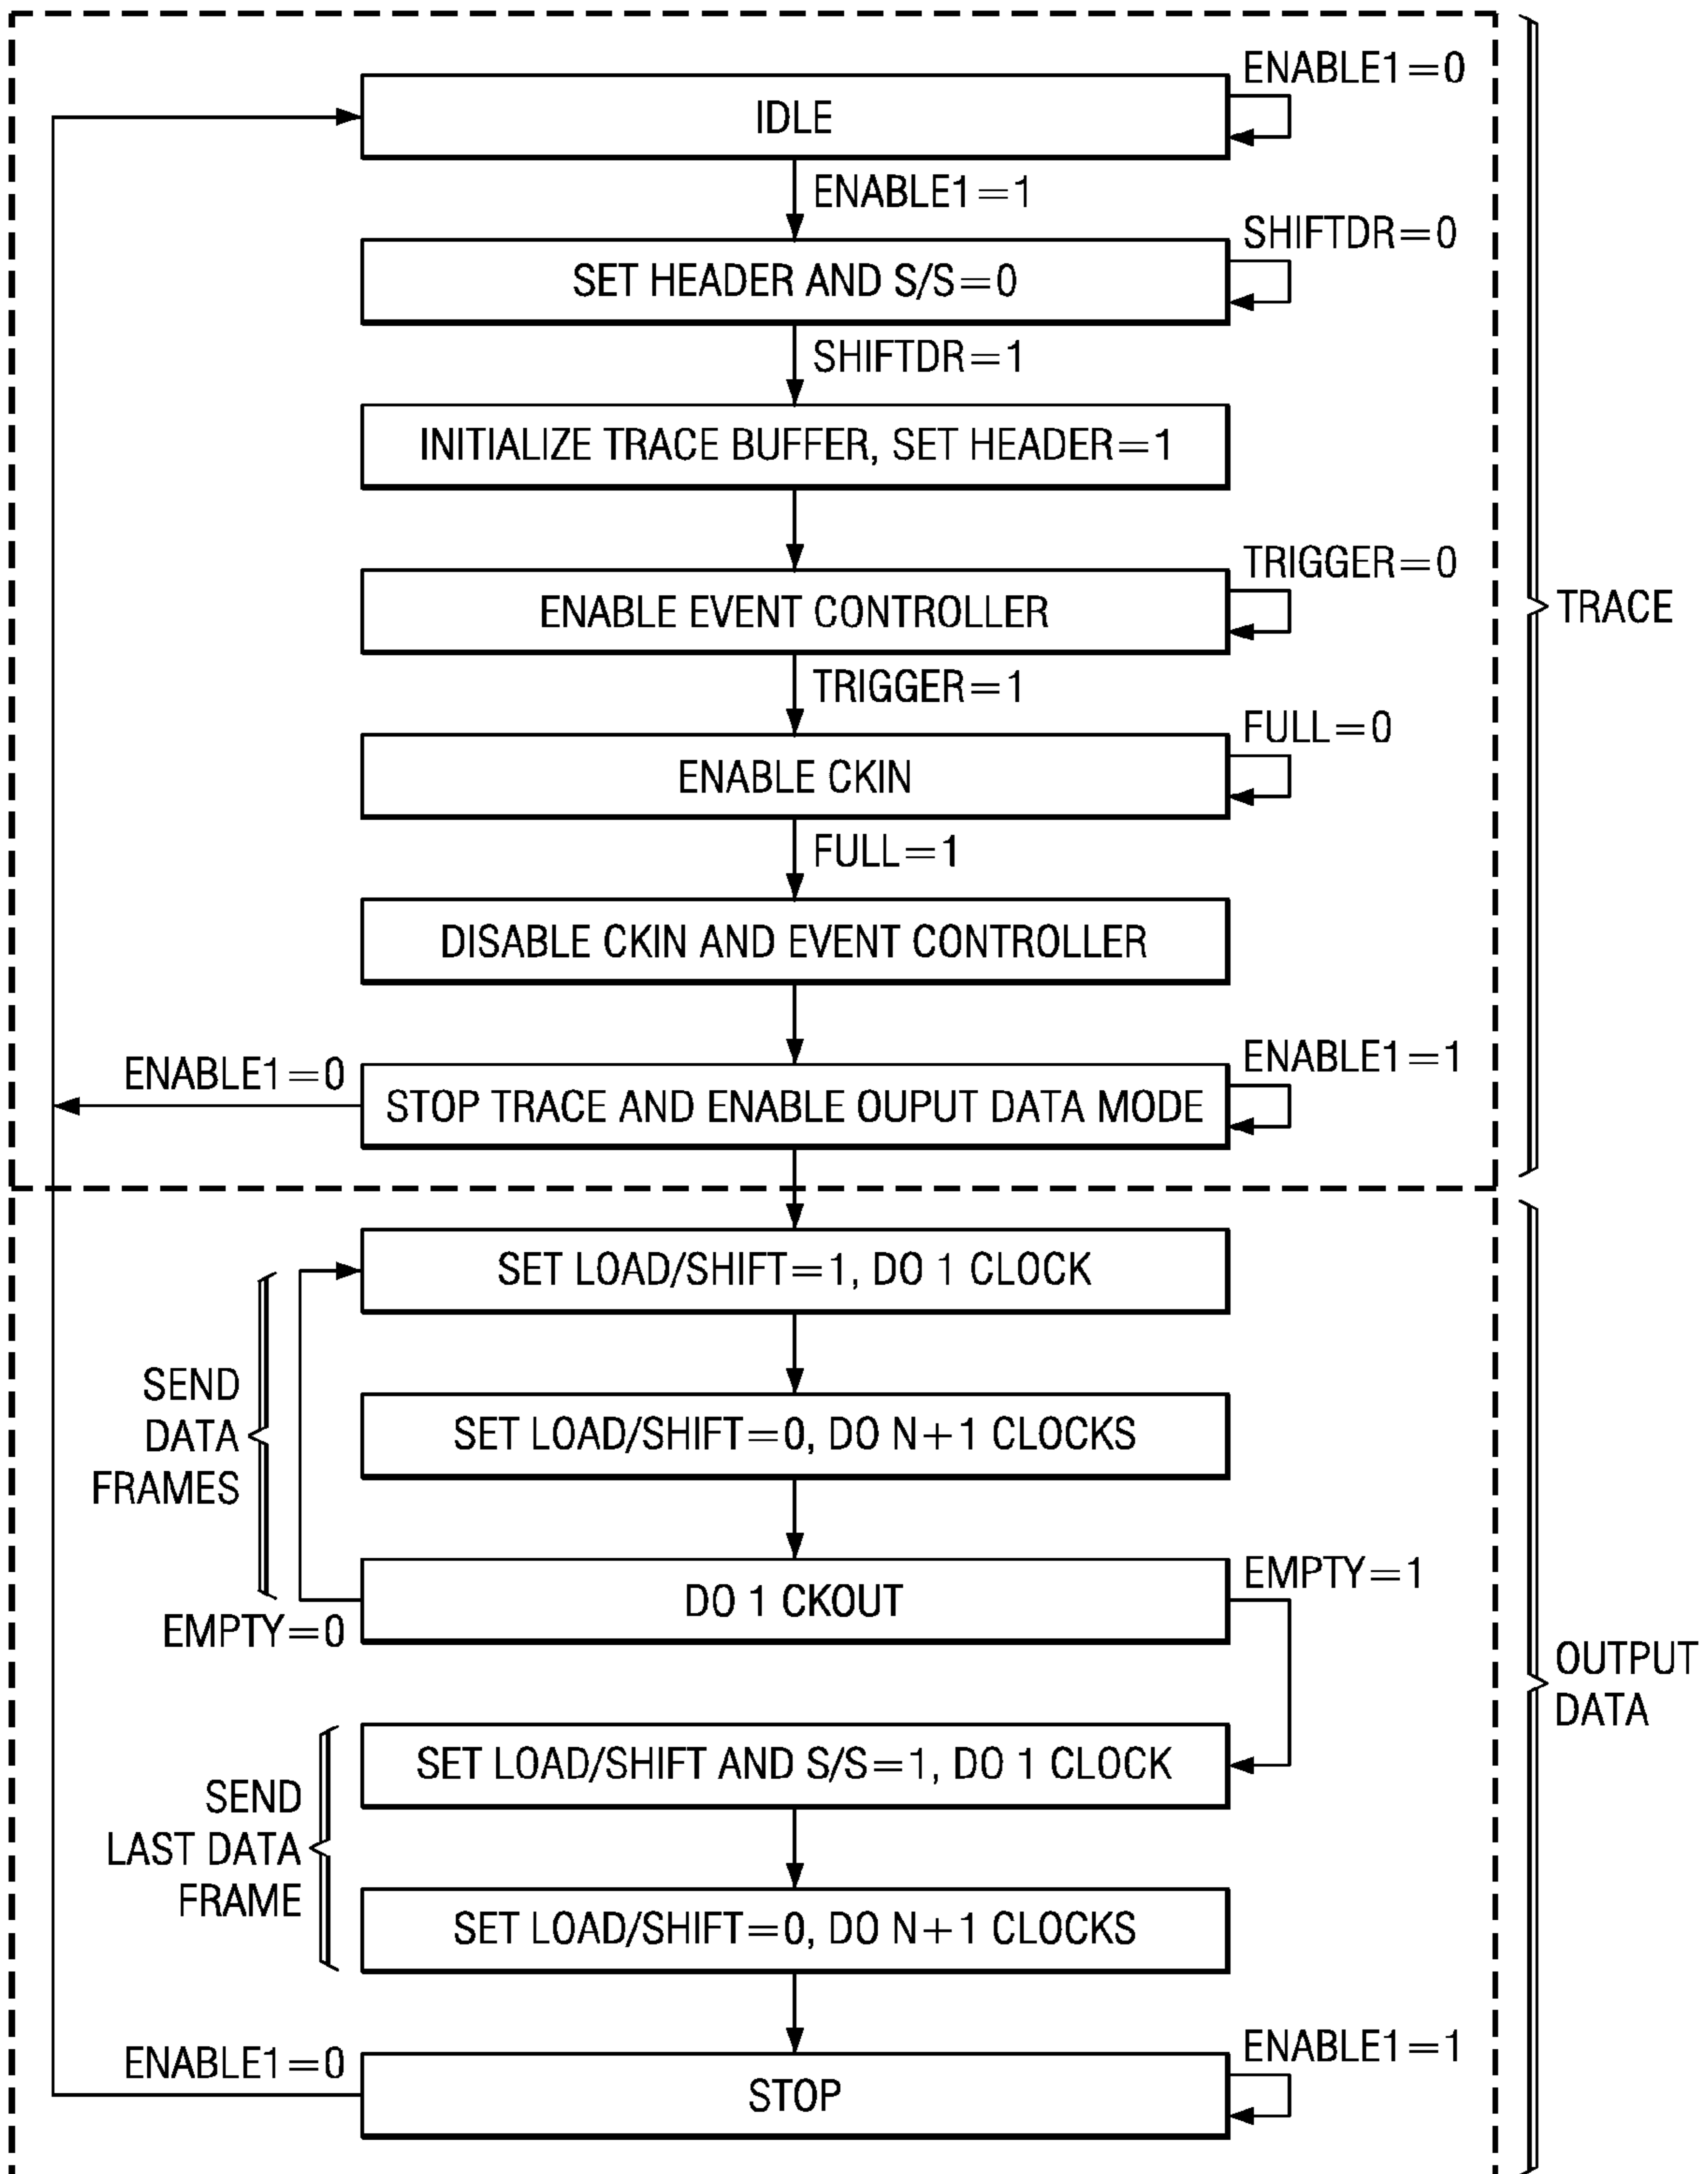 ENABLE1=0
IDLE
ENABLE1=1
SHIFTDR=0
SET HEADER AND S/S=0
SHIFTDR=1
INITIALIZE TRACE BUFFER, SET HEADER=1
TRIGGER=0
ENABLE EVENT CONTROLLER
TRACE
TRIGGER=1
FULL=0
ENABLE CKIN
FULL=1
DISABLE CKIN AND EVENT CONTROLLER
ENABLE1=1
ENABLE1=0
STOP TRACE AND ENABLE OUPUT DATA MODE
SET LOAD/SHIFT=1, DO 1 CLOCK
SEND
DATA
FRAMES
SET LOAD/SHIFT=0, DO N+1 CLOCKS
EMPTY=1
DO 1 CKOUT
EMPTY=0
OUTPUT
DATA
SET LOAD/SHIFT AND S/S=1, DO 1 CLOCK
SEND
LAST DATA
FRAME
SET LOAD/SHIFT=0, DO N+1 CLOCKS
ENABLE1=1
ENABLE1=0
STOP